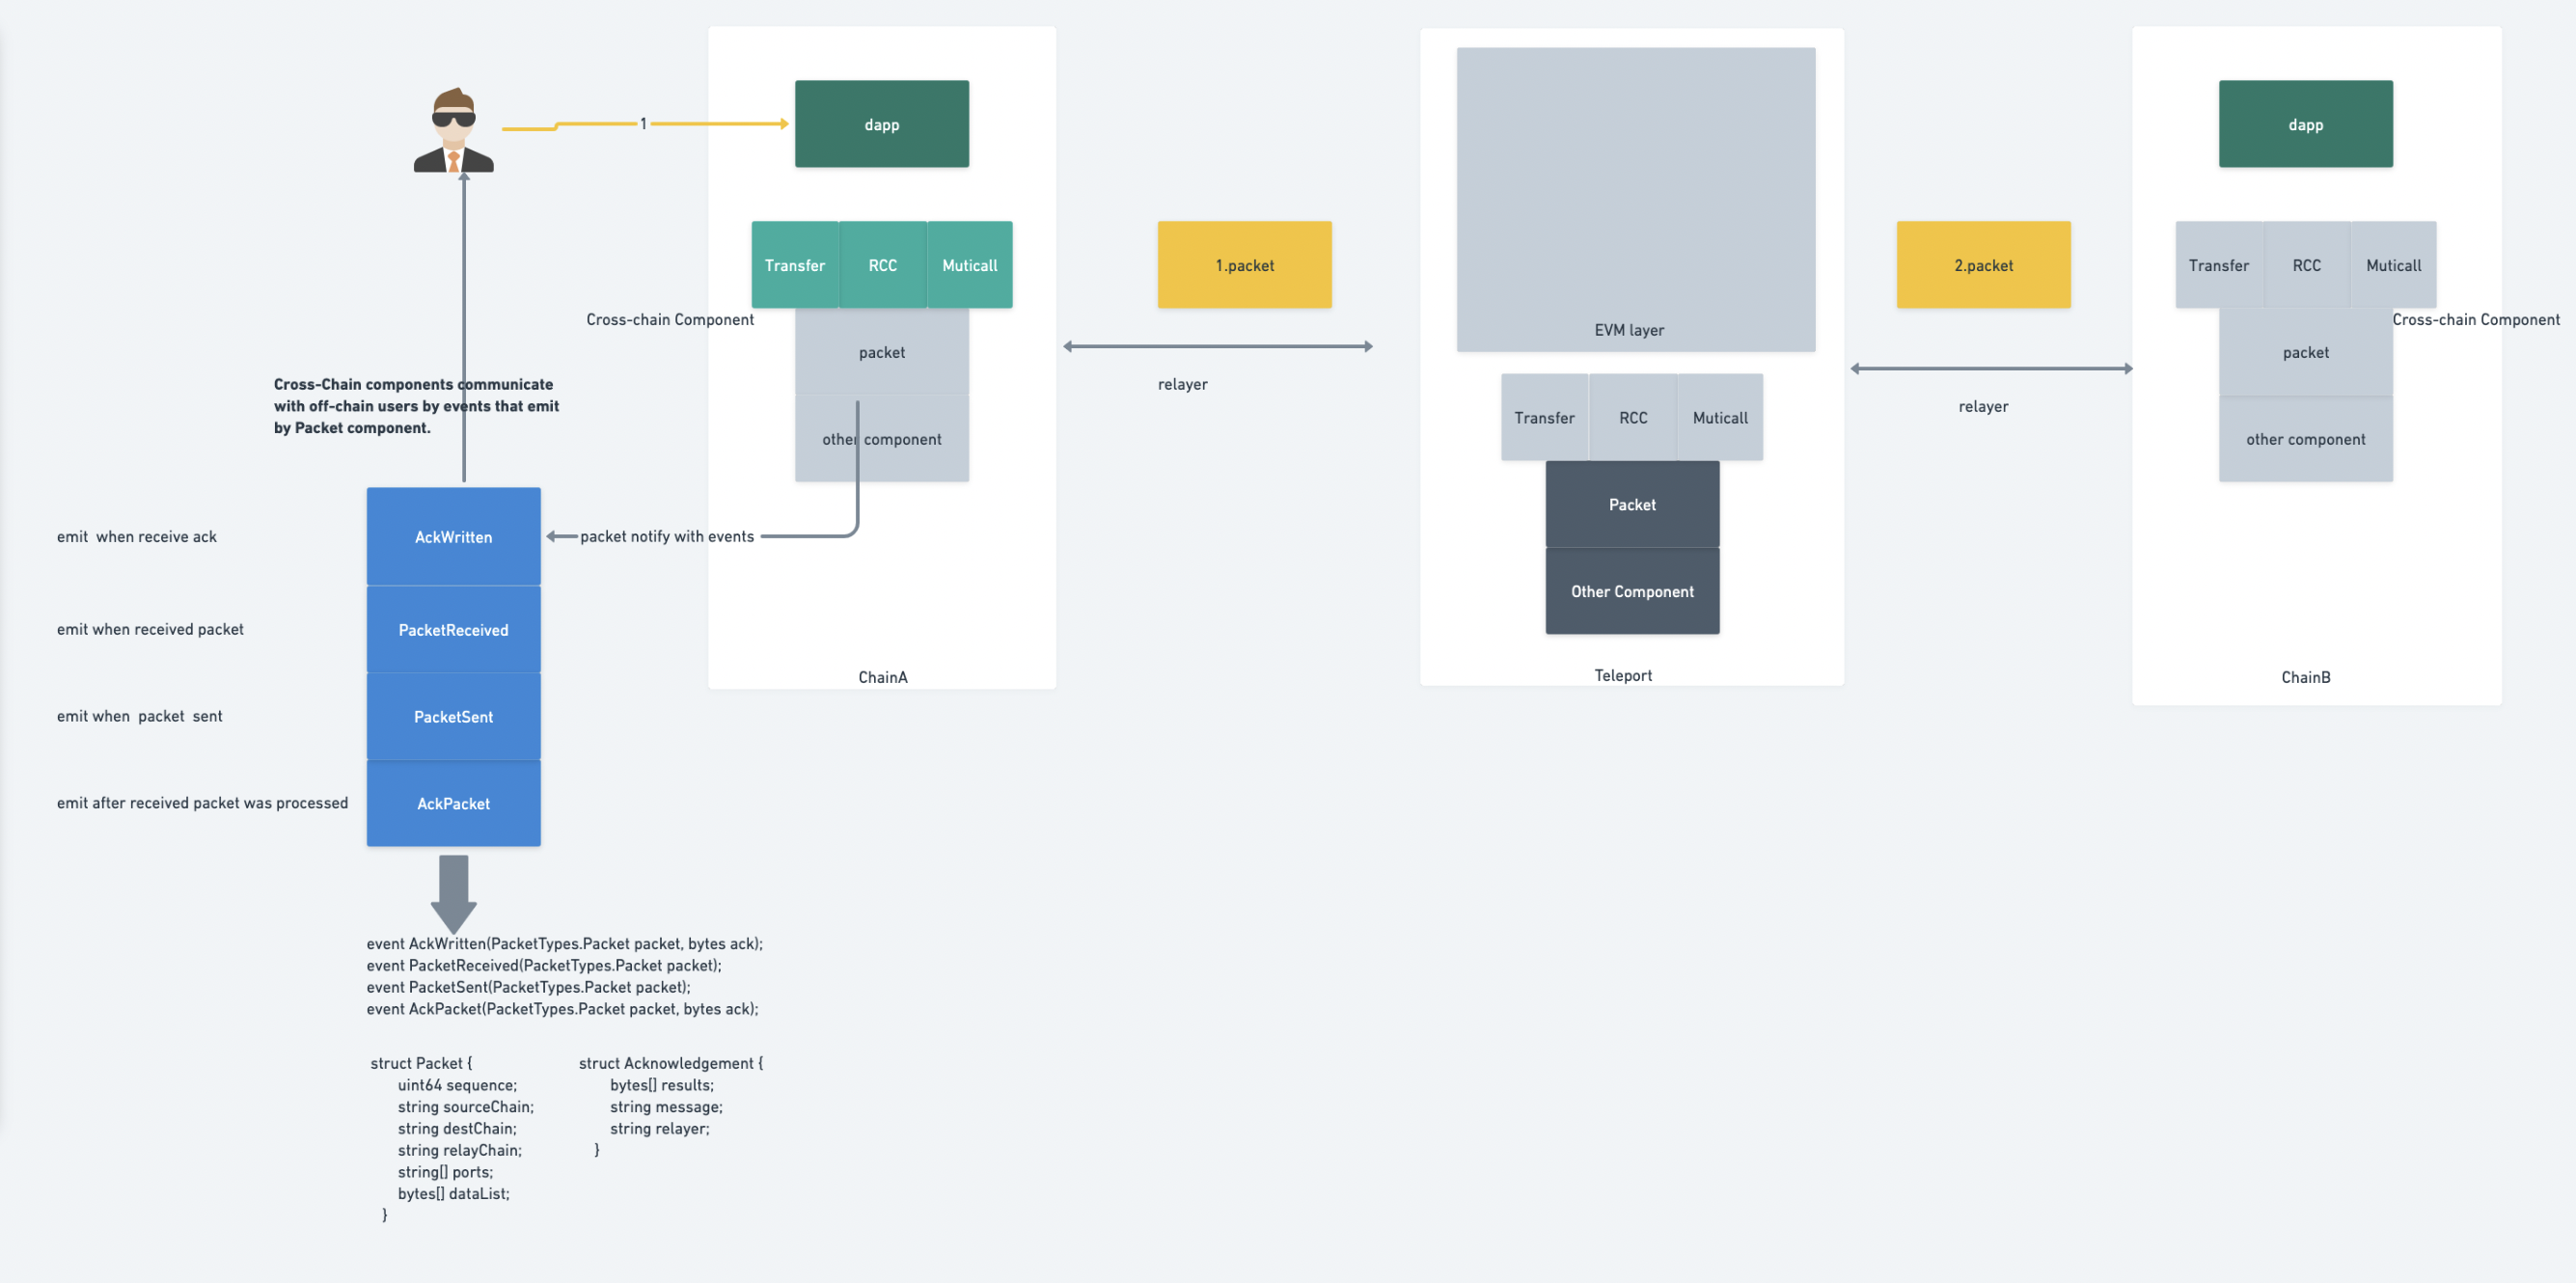 1
dapp
Transfer
RCC
Muticall
Cross-chain Component
packet
other component
ChainA
1.packet
relayer
EVM layer
Transfer
RCC
Muticall
Packet
Other Component
Teleport
2.packet
relayer
dapp
Transfer
RCC
Muticall
Cross-chain Component
packet
other component
ChainB
Cross-Chain components communicate
with off-chain users by events that emit
by Packet component.
packet notify with events
emit when receive ack
AckWritten
emit when received packet
PacketReceived
emit when packet sent
PacketSent
emit after received packet was processed
AckPacket
event AckWritten(PacketTypes.Packet packet, bytes ack);
event PacketReceived(PacketTypes.Packet packet);
event PacketSent(PacketTypes.Packet packet);
event AckPacket(PacketTypes.Packet packet, bytes ack);
struct Packet {
uint64 sequence;
string sourceChain;
string destChain;
string relayChain;
string[] ports;
bytes[] dataList;
}
struct Acknowledgement {
bytes[] results;
string message;
string relayer;
}